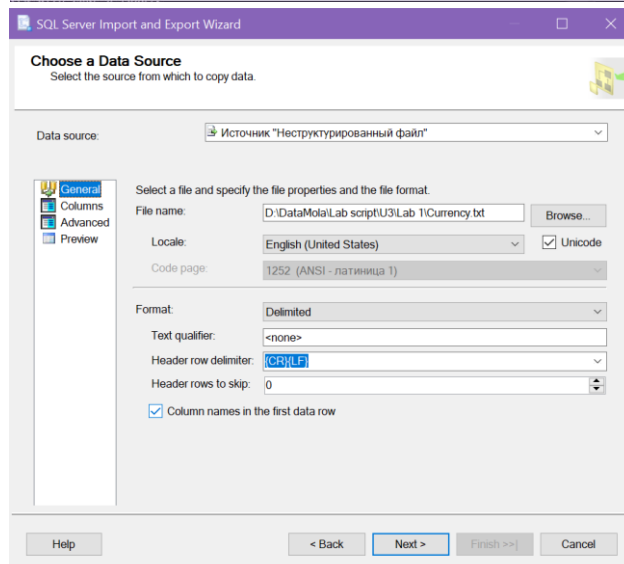 SQL Server Import and Export Wizard
Choose a Data Source
Select the source from which to copy data.
Data source:
Источник "Неструктурированный файл"
General
Columns
Advanced
Preview
Select a file and specify the file properties and the file format.
File name:
D:\DataMola\Lab script\U3\Lab 1\Currency.txt
Browse...
Locale:
English (United States)
Unicode
Code page:
1252 (ANSI - латиница 1)
Format:
Delimited
Text qualifier:
<none>
Header row delimiter:
{CR}{LF}
Header rows to skip:
0
Column names in the first data row
Help
< Back
Next >
Finish >>|
Cancel